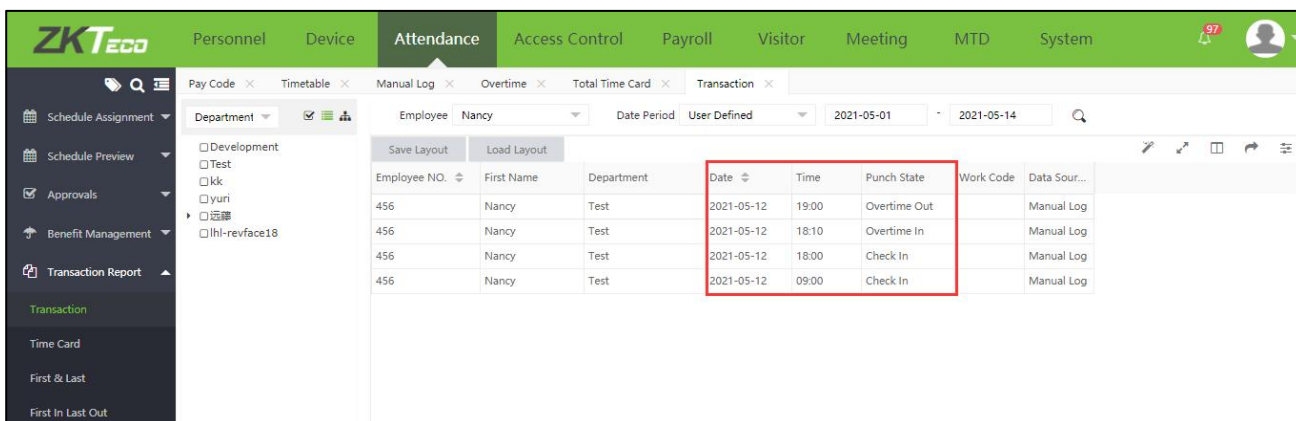 ZKTeco Personnel Device Attendance Access Control Payroll Visitor Meeting MTD System 97
Pay Code Timetable Manual Log Overtime Total Time Card Transaction
Schedule Assignment Department Employee Nancy Date Period User Defined 2021-05-01 - 2021-05-14
Schedule Preview Development Save Layout Load Layout
Test
kk Employee NO. First Name Department Date Time Punch State Work Code Data Sour...
Approvals yuri 456 Nancy Test 2021-05-12 19:00 Overtime Out Manual Log
远藤
Benefit Management lhl-revface18 456 Nancy Test 2021-05-12 18:10 Overtime In Manual Log
456 Nancy Test 2021-05-12 18:00 Check In Manual Log
Transaction Report 456 Nancy Test 2021-05-12 09:00 Check In Manual Log
Transaction
Time Card
First & Last
First In Last Out